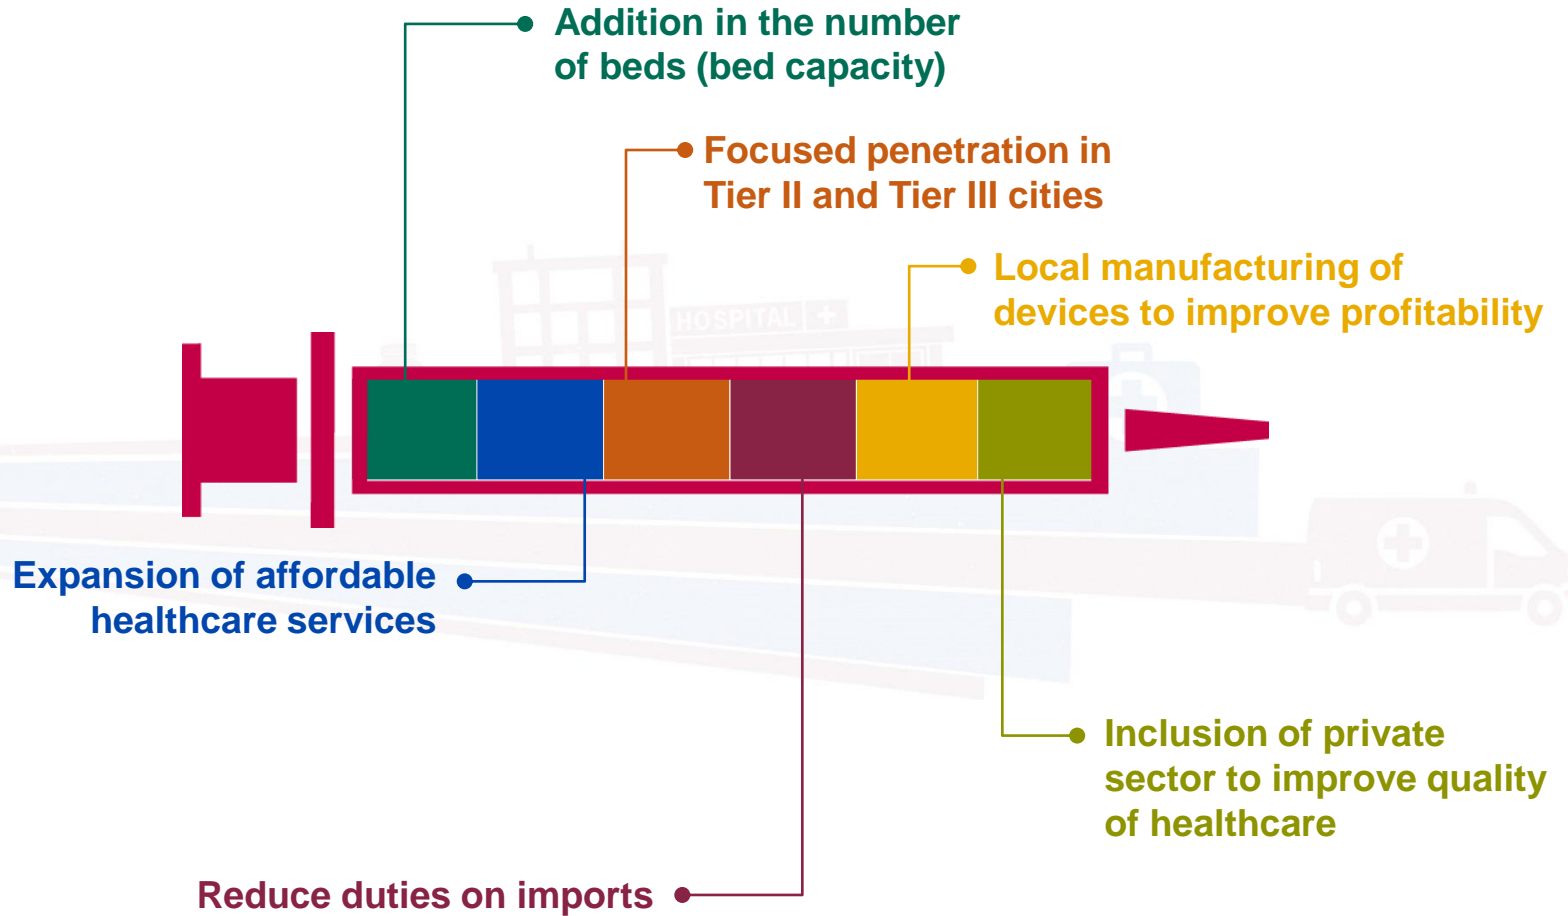 Addition in the number
of beds (bed capacity)
Focused penetration in
Tier II and Tier III cities
Local manufacturing of
devices to improve profitability
HOSPITAL
Expansion of affordable
healthcare services
Inclusion of private
sector to improve quality
of healthcare
Reduce duties on imports